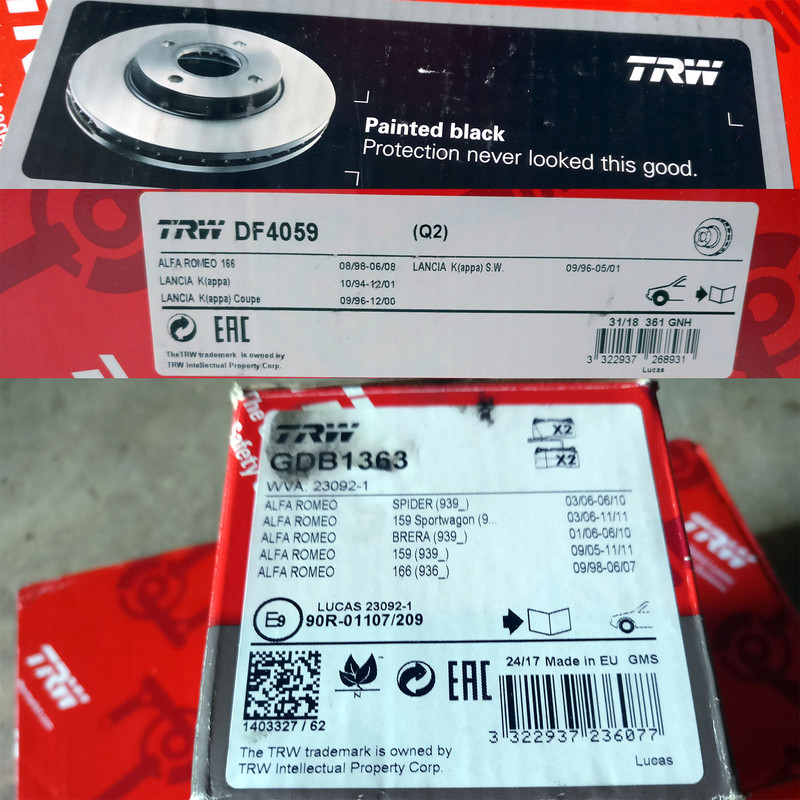 TRW
Painted black
Protection never looked this good.
TRW DF4059 (Q2)
ALFA ROMEO 166 08/98-06/08 LANCIA K(appa) S.W. 09/96-05/01
LANCIA K(appa) 10/94-12/01
LANCIA K(appa) Coupe 09/96-12/00
EAC
31/18 361 GNH
The TRW trademark is owned by
TRW Intellectual Property Corp.
3 322937 268931
Lucas
The
Safety
TRW
GDB1363
X2
X2
WVA: 23092-1
ALFA ROMEO SPIDER (939_) 03/06-06/10
ALFA ROMEO 159 Sportwagon (9... 03/06-11/11
ALFA ROMEO BRERA (939_) 01/06-06/10
ALFA ROMEO 159 (939_) 09/05-11/11
ALFA ROMEO 166 (936_) 09/98-06/07
LUCAS 23092-1
E9 90R-01107/209
N
EAC
24/17 Made in EU GMS
1403327 / 62
3 322937 236077
The TRW trademark is owned by
TRW Intellectual Property Corp.
Lucas
TRW
TRW